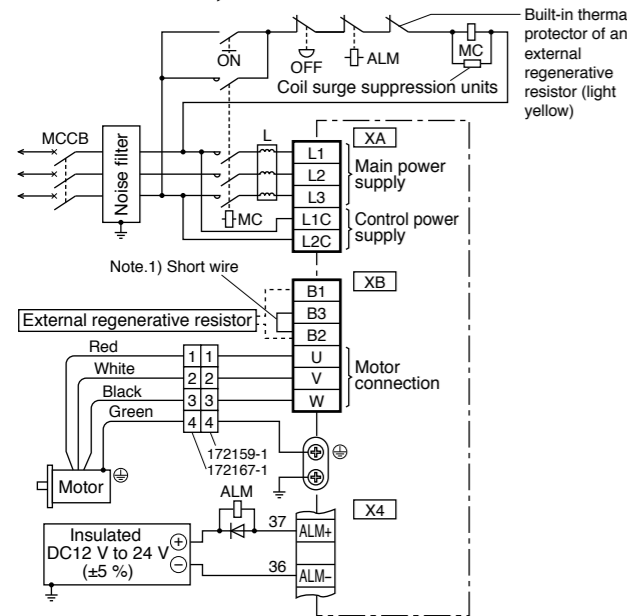 Built-in therma
protector of an
external
regenerative
resistor (light
yellow)
ON
OFF
ALM
MC
Coil surge suppression units
MCCB
Noise filter
L
XA
L1
L2
L3
Main power
supply
MC
L1C
L2C
Control power
supply
Note.1) Short wire
XB
B1
B3
B2
External regenerative resistor
Red
1 1
U
White
2 2
V
Black
3 3
W
Green
4 4
Motor
connection
172159-1
172167-1
Motor
ALM
X4
Insulated
DC12 V to 24 V
(±5 %)
+
−
37
ALM+
36
ALM−